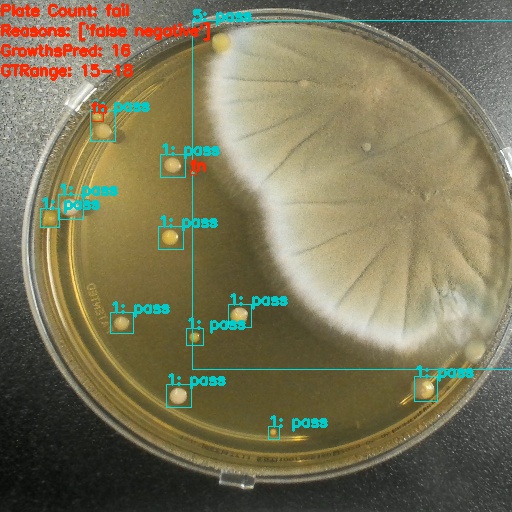 Plate Count: fail
Reasons: ['false negative']
GrowthsPred: 16
GTRange: 15-18
5: pass
fn
pass
1: pass
fn
1: pass
1: pass
1: pass
1: pass
1: pass
1: pass
1: pass
1: pass
1: pass